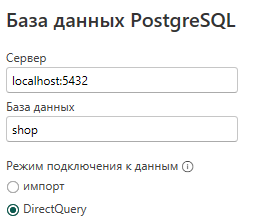 База данных PostgreSQL
Сервер
localhost:5432
База данных
shop
Режим подключения к данным
импорт
DirectQuery